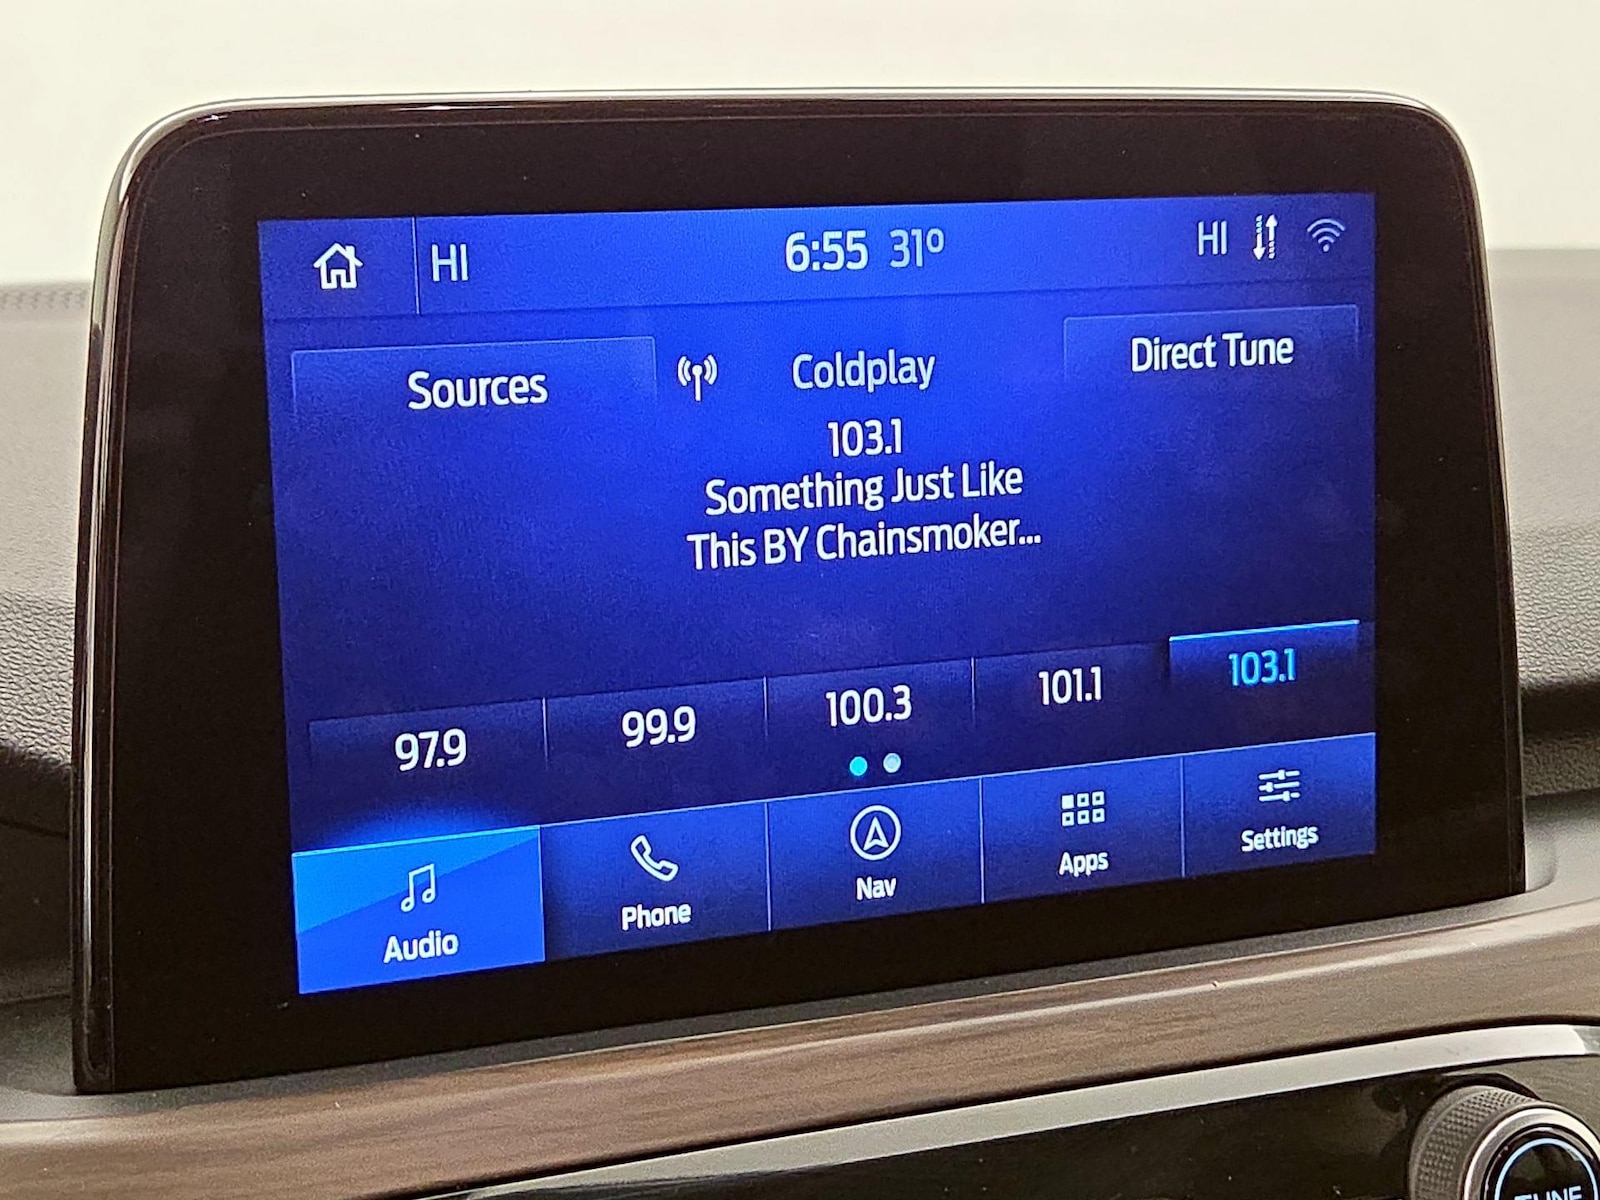 HI 6:55 31° HI
Sources Coldplay Direct Tune
103.1
Something Just Like
This BY Chainsmoker...
97.9 99.9 100.3 101.1 103.1
Audio Phone Nav Apps Settings
TUNE